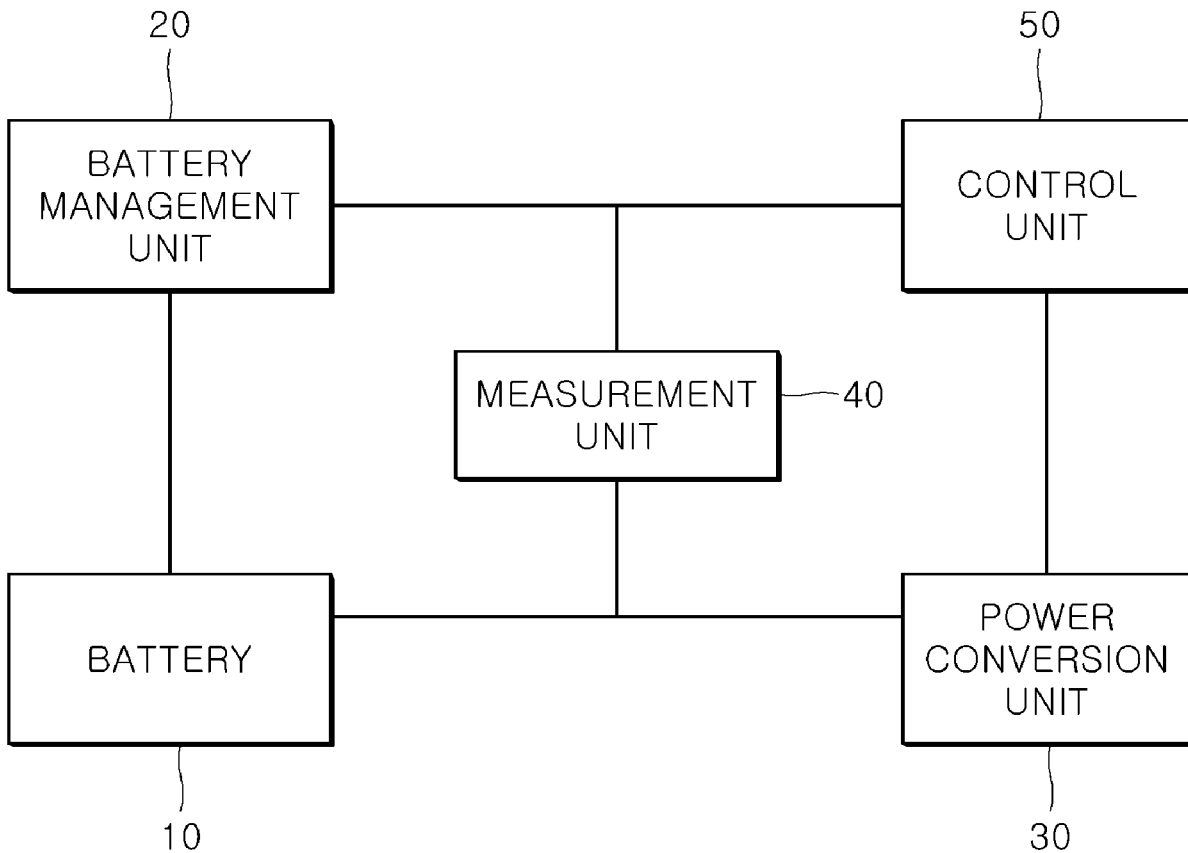 20
50
BATTERY
MANAGEMENT
UNIT
CONTROL
UNIT
MEASUREMENT
UNIT
40
BATTERY
POWER
CONVERSION
UNIT
10
30